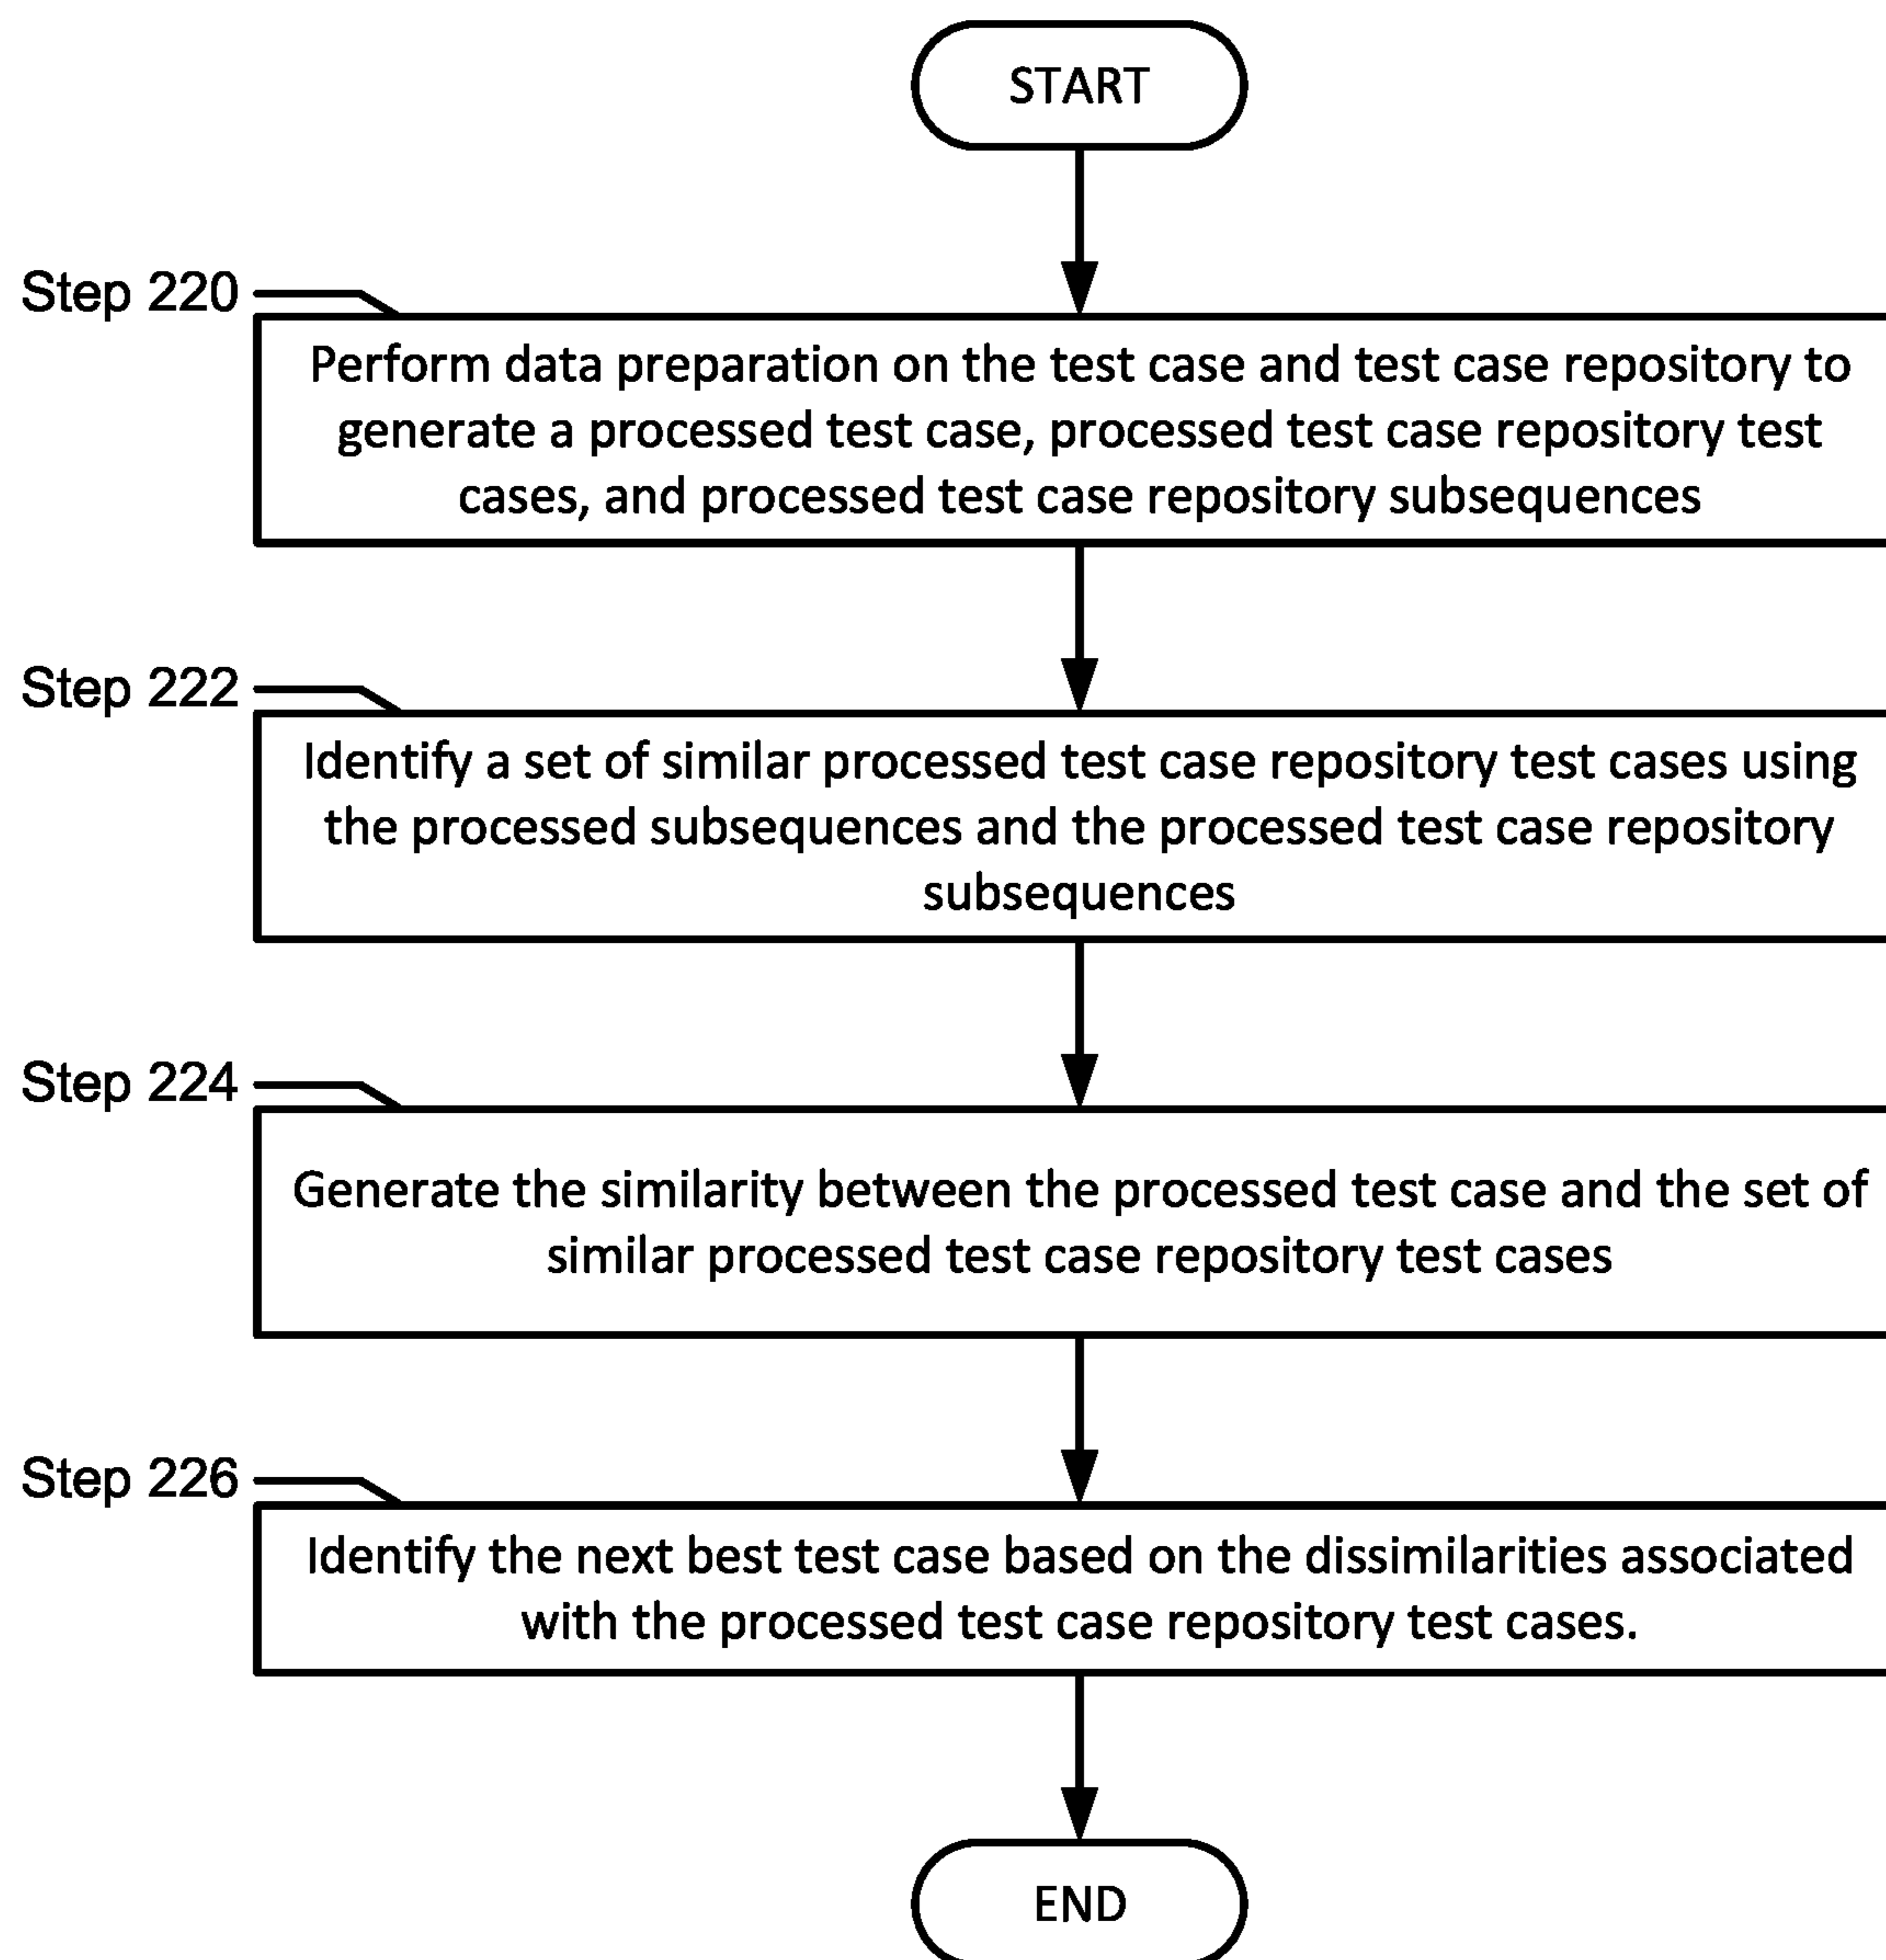 START
Step 220
Perform data preparation on the test case and test case repository to
generate a processed test case, processed test case repository test
cases, and processed test case repository subsequences
Step 222
Identify a set of similar processed test case repository test cases using
the processed subsequences and the processed test case repository
subsequences
Step 224
Generate the similarity between the processed test case and the set of
similar processed test case repository test cases
Step 226
Identify the next best test case based on the dissimilarities associated
with the processed test case repository test cases.
END